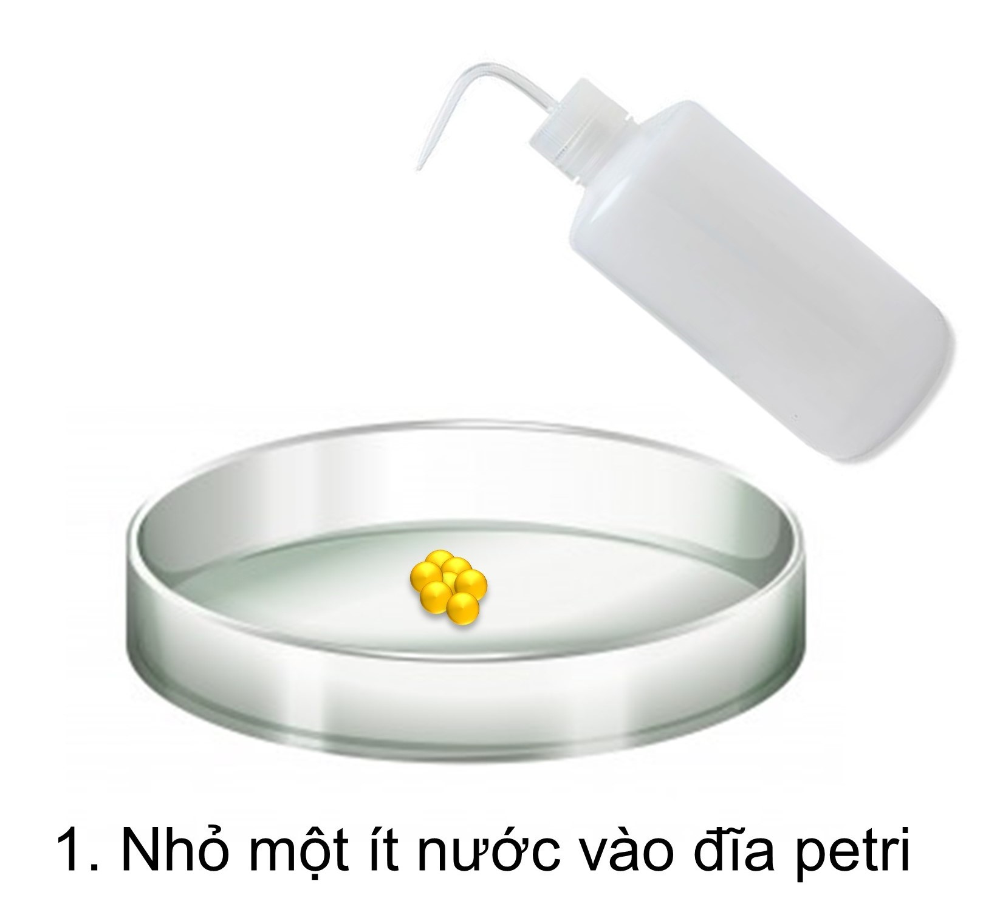 1. Nhỏ một ít nước vào đĩa petri